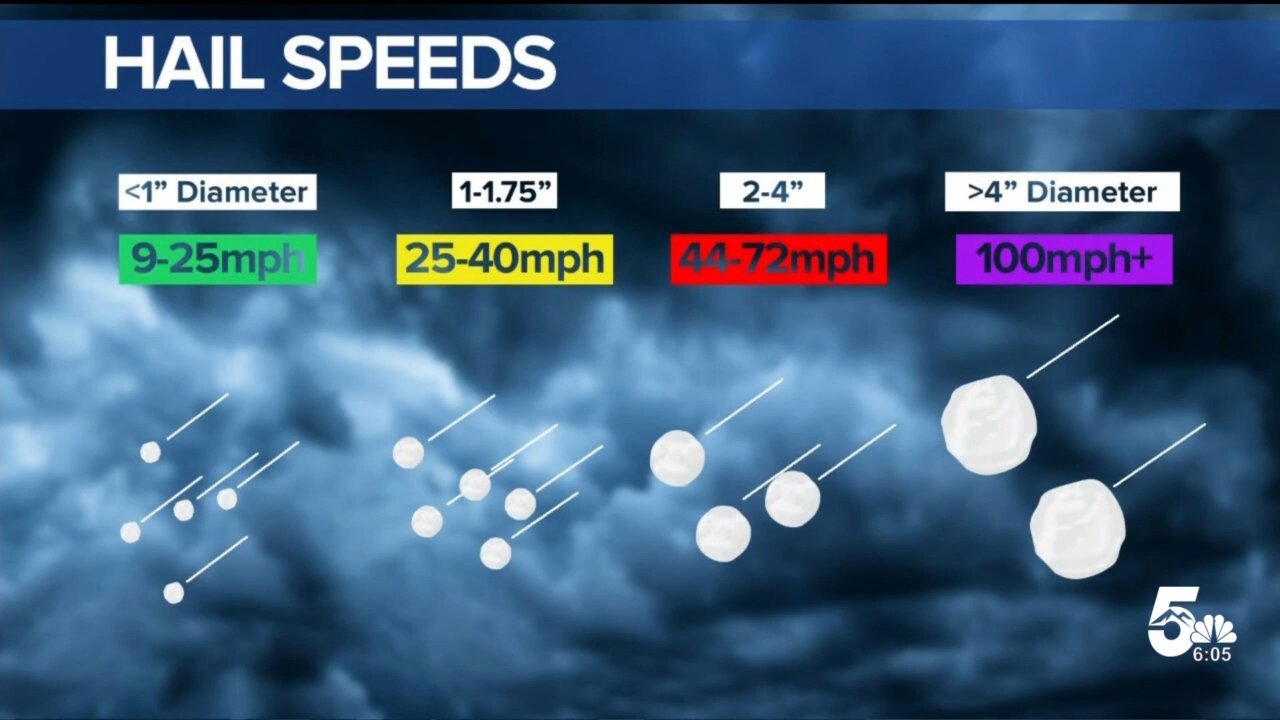 HAIL SPEEDS
<1” Diameter
1-1.75”
2-4”
>4” Diameter
9-25mph
25-40mph
44-72mph
100mph+
5
6:05